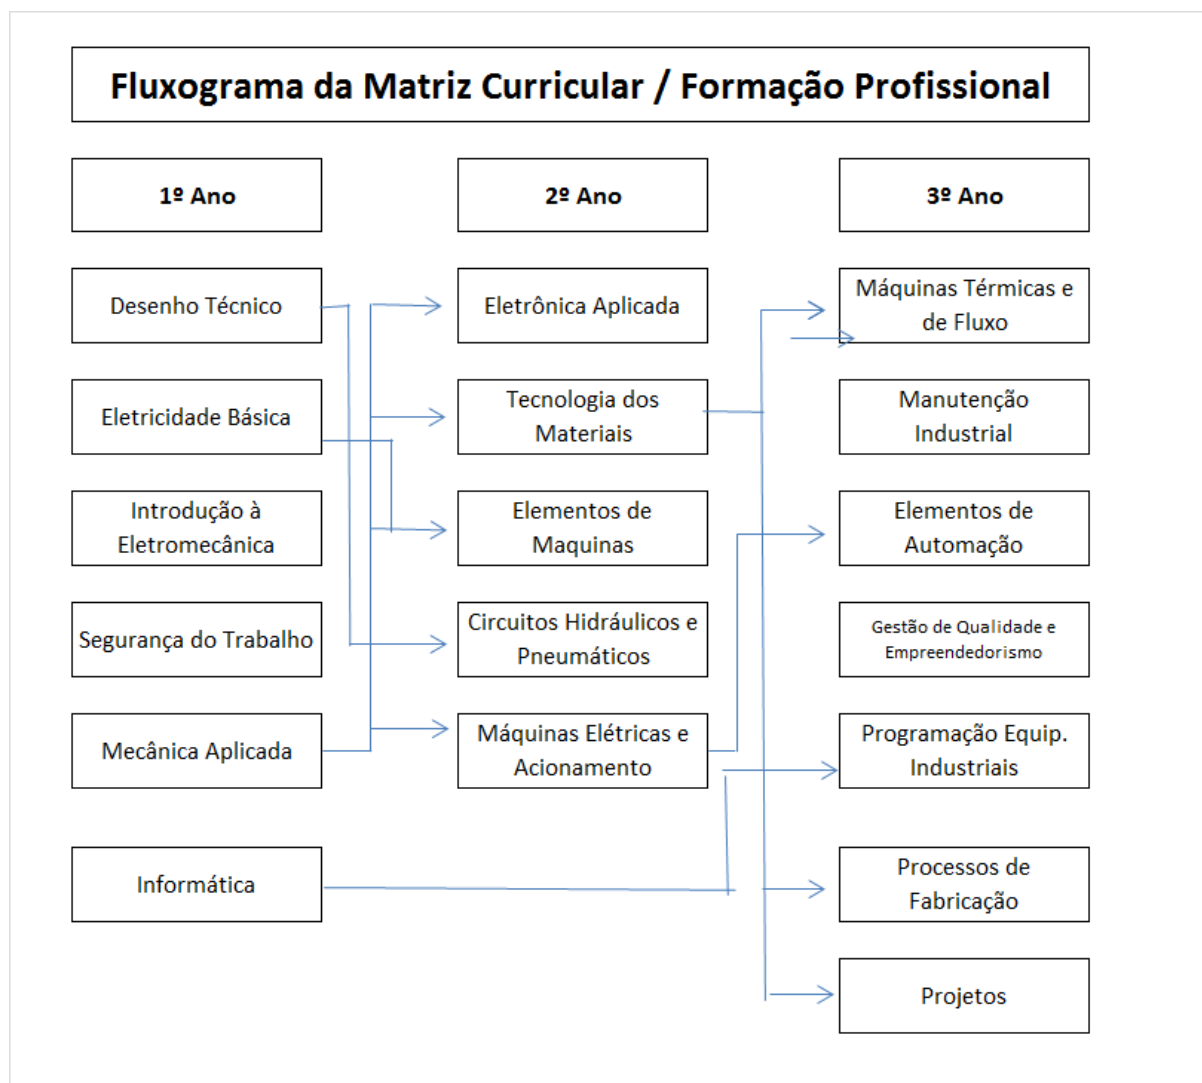 Fluxograma da Matriz Curricular / Formação Profissional
1º Ano
2º Ano
3º Ano
Desenho Técnico
Eletrônica Aplicada
Máquinas Térmicas e
de Fluxo
Eletricidade Básica
Tecnologia dos
Materiais
Manutenção
Industrial
Introdução à
Eletromecânica
Elementos de
Maquinas
Elementos de
Automação
Segurança do Trabalho
Circuitos Hidráulicos e
Pneumáticos
Gestão de Qualidade e
Empreendedorismo
Mecânica Aplicada
Máquinas Elétricas e
Acionamento
Programação Equip.
Industriais
Informática
Processos de
Fabricação
Projetos